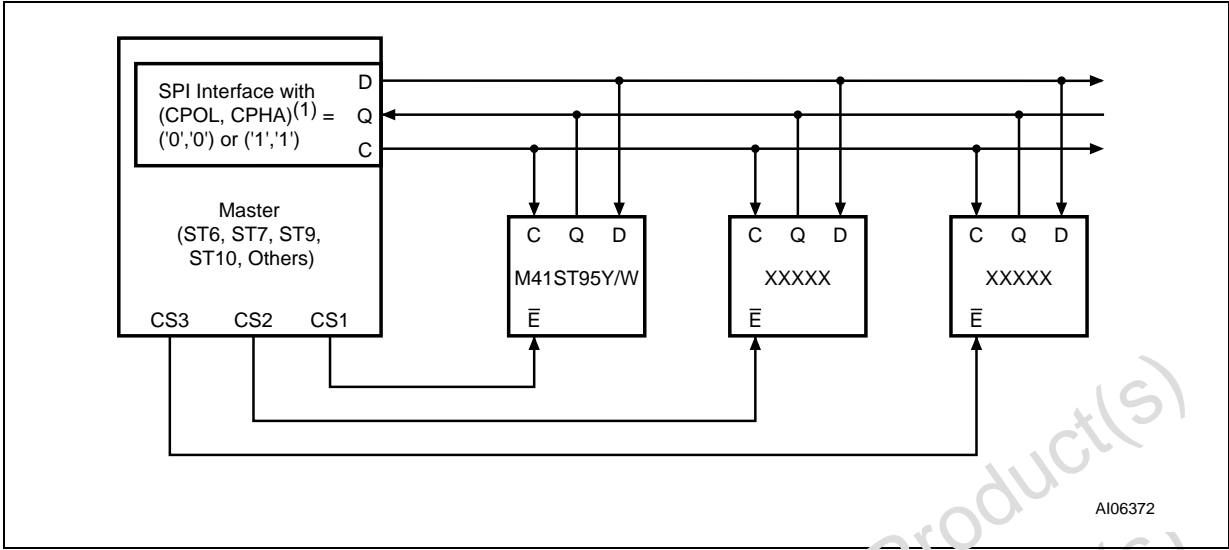 SPI Interface with
(CPOL, CPHA)(1) =
('0','0') or ('1','1')
D
Q
C
Master
(ST6, ST7, ST9,
ST10, Others)
CS3 CS2 CS1
C Q D
M41ST95Y/W
E̅
C Q D
XXXXX
E̅
C Q D
XXXXX
E̅
AI06372
Product(s)